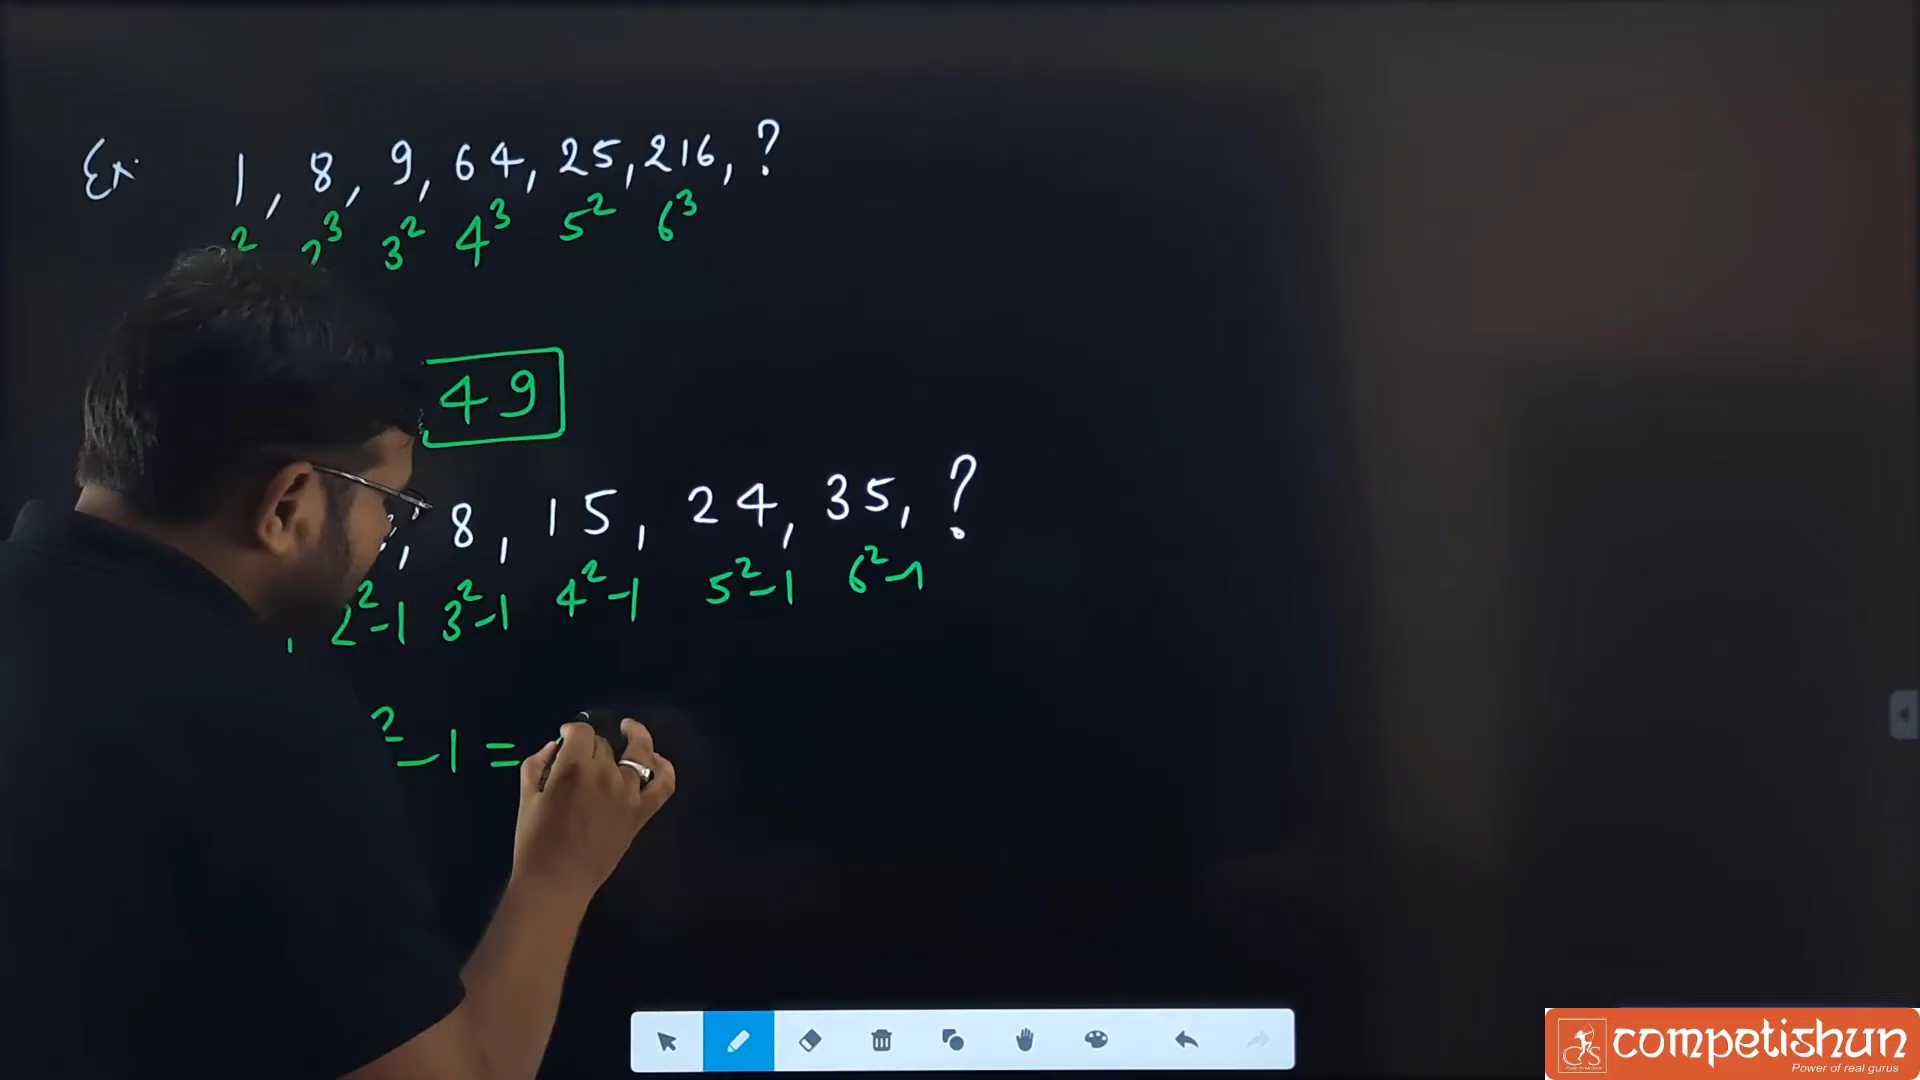 Ex. 1, 8, 9, 64, 25, 216, ?
² 2³ 3² 4³ 5² 6³
49
, 8, 15, 24, 35, ?
2²-1 3²-1 4²-1 5²-1 6²-1
²-1 =
competishun
Power of real gurus